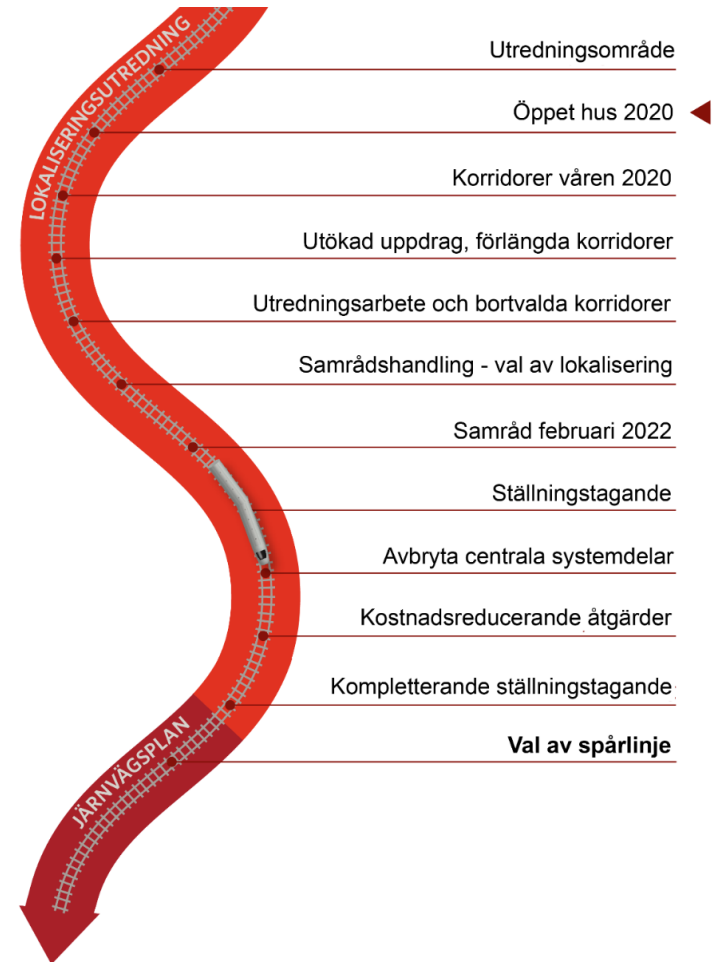 LOKALISERINGSUTREDNING
Utredningsområde
Öppet hus 2020
Korridorer våren 2020
Utökad uppdrag, förlängda korridorer
Utredningsarbete och bortvalda korridorer
Samrådshandling - val av lokalisering
Samråd februari 2022
Ställningstagande
Avbryta centrala systemdelar
Kostnadsreducerande åtgärder
Kompletterande ställningstagande
Val av spårlinje
JÄRNVÄGSPLAN